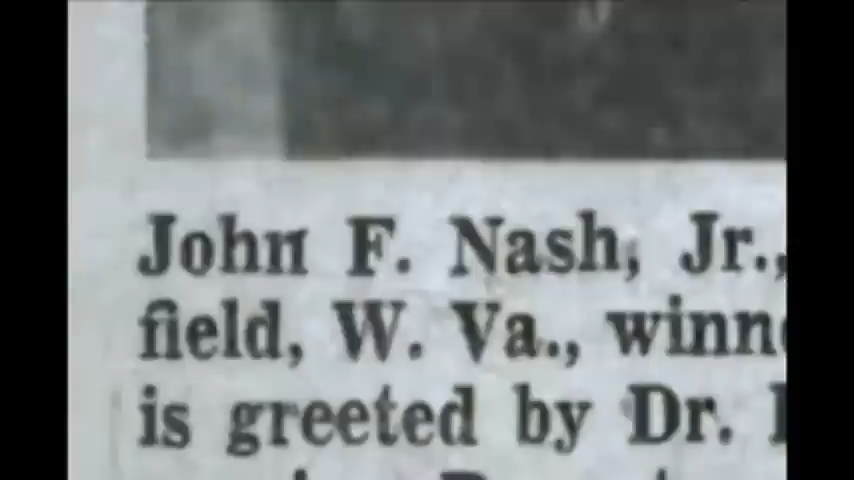 John F. Nash, Jr.,
field, W. Va., winn
is greeted by Dr.